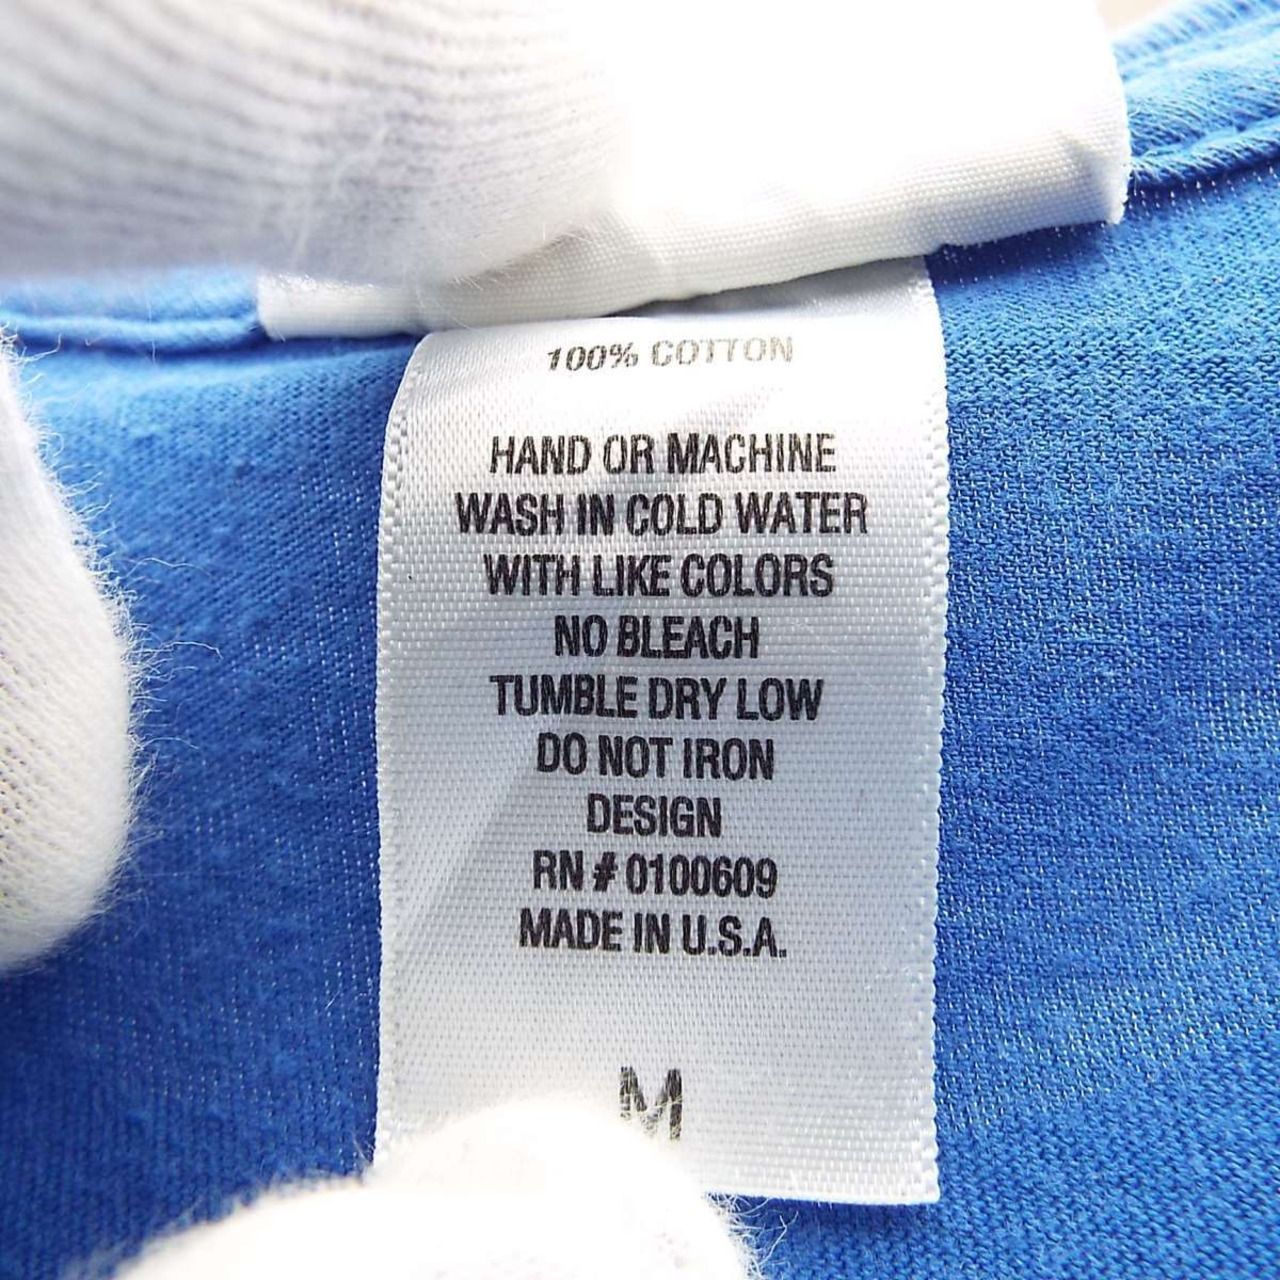 100% COTTON
HAND OR MACHINE
WASH IN COLD WATER
WITH LIKE COLORS
NO BLEACH
TUMBLE DRY LOW
DO NOT IRON
DESIGN
RN # 0100609
MADE IN U.S.A.
M